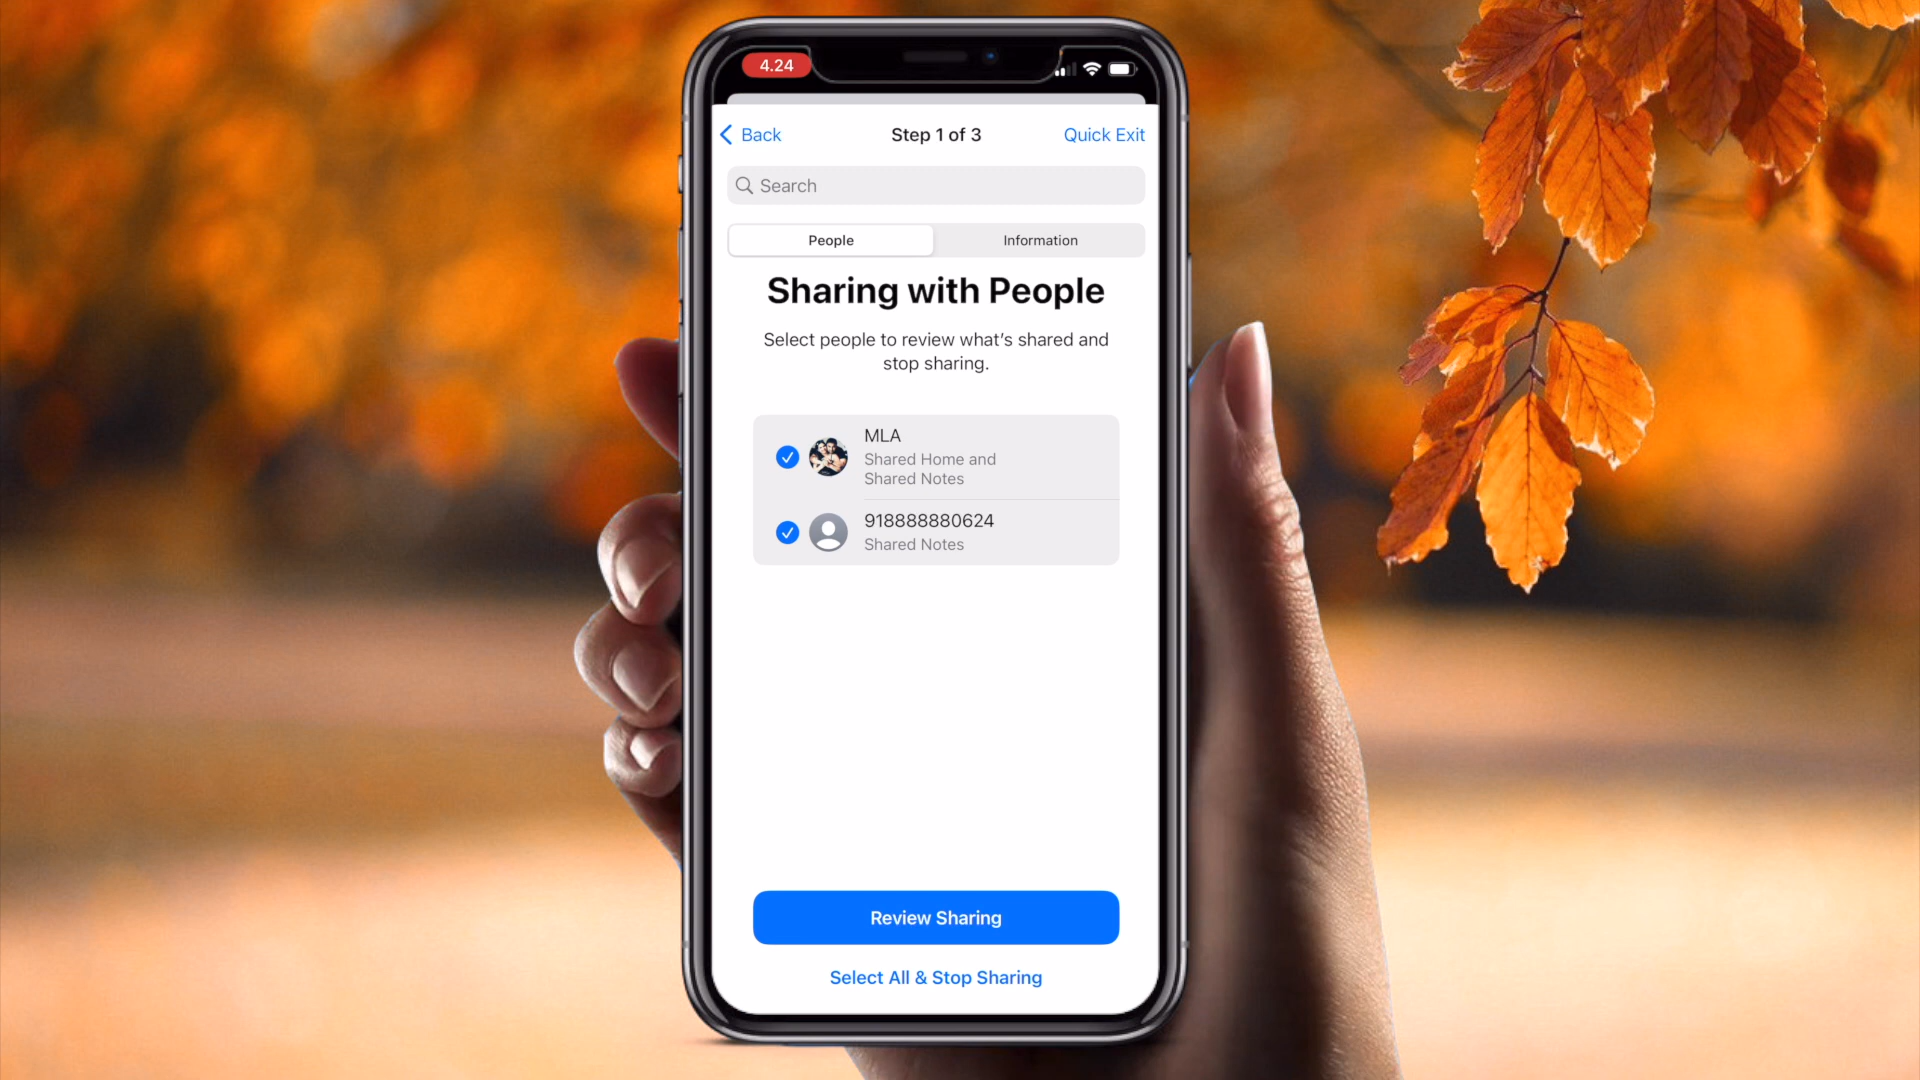 4.24
Back
Step 1 of 3
Quick Exit
Search
People
Information
Sharing with People
Select people to review what's shared and
stop sharing.
MLA
Shared Home and
Shared Notes
918888880624
Shared Notes
Review Sharing
Select All & Stop Sharing